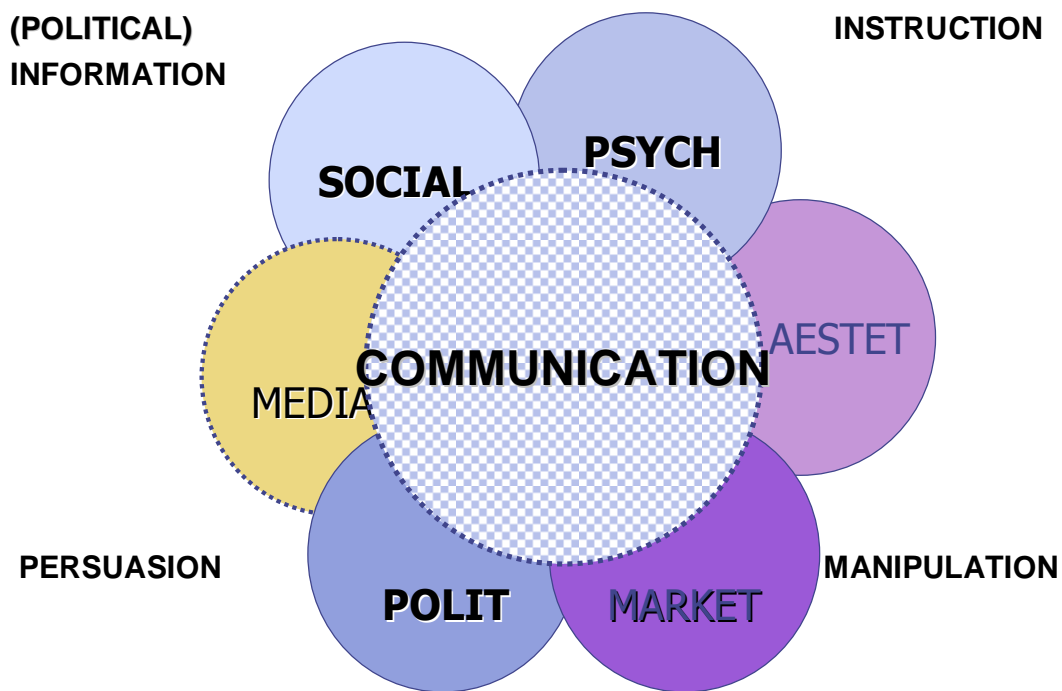 (POLITICAL)
INFORMATION
INSTRUCTION
PSYCH
SOCIAL
AESTET
COMMUNICATION
MEDIA
PERSUASION
MANIPULATION
POLIT
MARKET